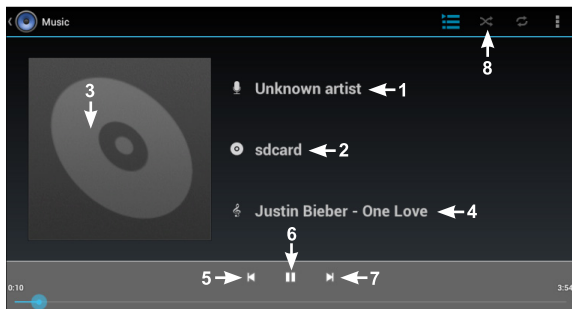 Music
8
3
Unknown artist 1
sdcard 2
Justin Bieber - One Love 4
6
5 7
0:10 3:54